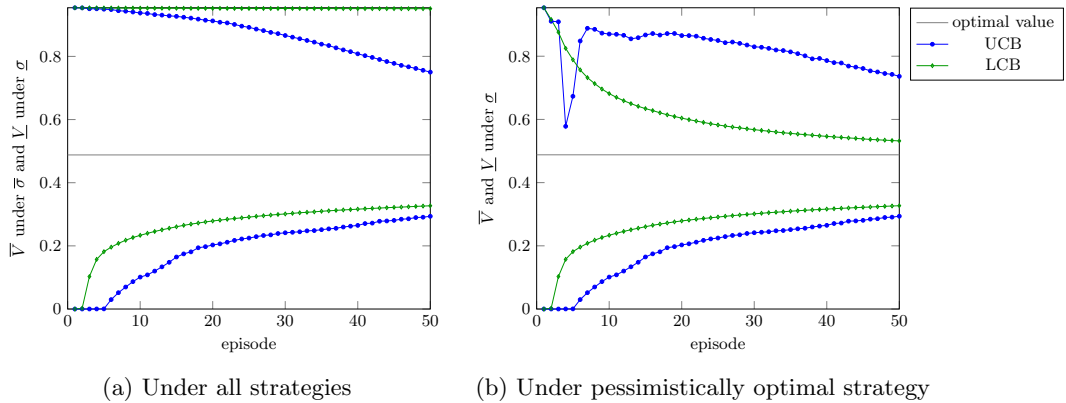 V̅ under σ̅ and V̲ under σ̲
0.8
0.6
0.4
0.2
0
0 10 20 30 40 50
episode
(a) Under all strategies
V̅ and V̲ under σ̲
0.8
0.6
0.4
0.2
0
0 10 20 30 40 50
episode
(b) Under pessimistically optimal strategy
optimal value
UCB
LCB